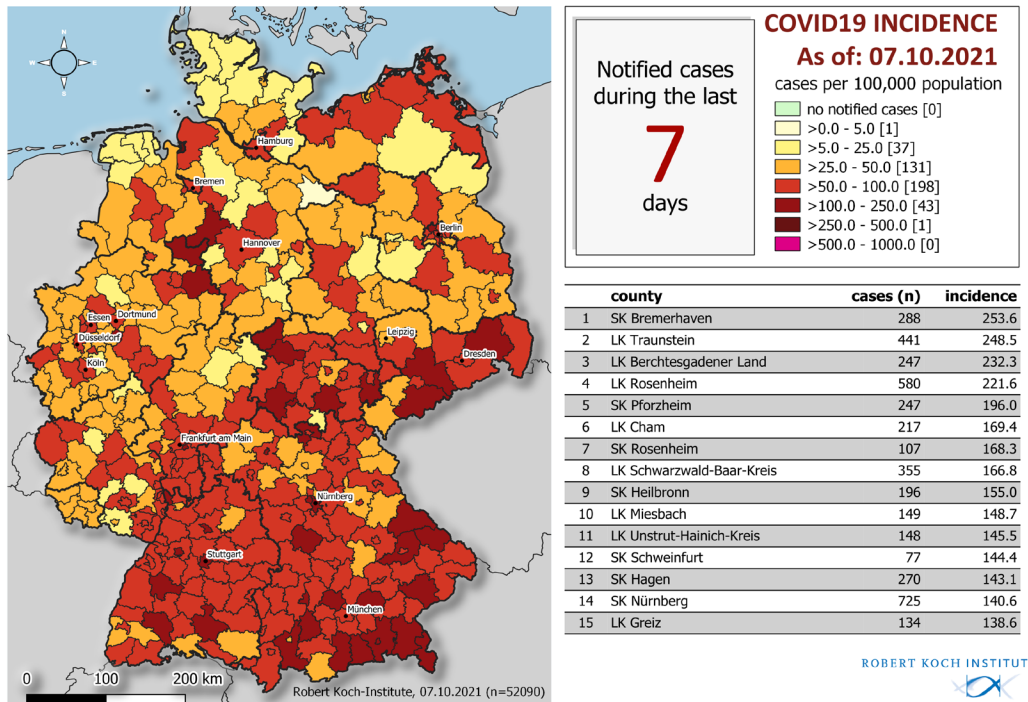 N
W
E
S
Hamburg
Bremen
Berlin
Hannover
Essen
Dortmund
Düsseldorf
Leipzig
Dresden
Köln
Frankfurt am Main
Nürnberg
Stuttgart
München
0 100 200 km
Robert Koch-Institute, 07.10.2021 (n=52090)
Notified cases
during the last
7
days
COVID19 INCIDENCE
As of: 07.10.2021
cases per 100,000 population
no notified cases [0]
>0.0 - 5.0 [1]
>5.0 - 25.0 [37]
>25.0 - 50.0 [131]
>50.0 - 100.0 [198]
>100.0 - 250.0 [43]
>250.0 - 500.0 [1]
>500.0 - 1000.0 [0]
county cases (n) incidence
1 SK Bremerhaven 288 253.6
2 LK Traunstein 441 248.5
3 LK Berchtesgadener Land 247 232.3
4 LK Rosenheim 580 221.6
5 SK Pforzheim 247 196.0
6 LK Cham 217 169.4
7 SK Rosenheim 107 168.3
8 LK Schwarzwald-Baar-Kreis 355 166.8
9 SK Heilbronn 196 155.0
10 LK Miesbach 149 148.7
11 LK Unstrut-Hainich-Kreis 148 145.5
12 SK Schweinfurt 77 144.4
13 SK Hagen 270 143.1
14 SK Nürnberg 725 140.6
15 LK Greiz 134 138.6
ROBERT KOCH INSTITUT